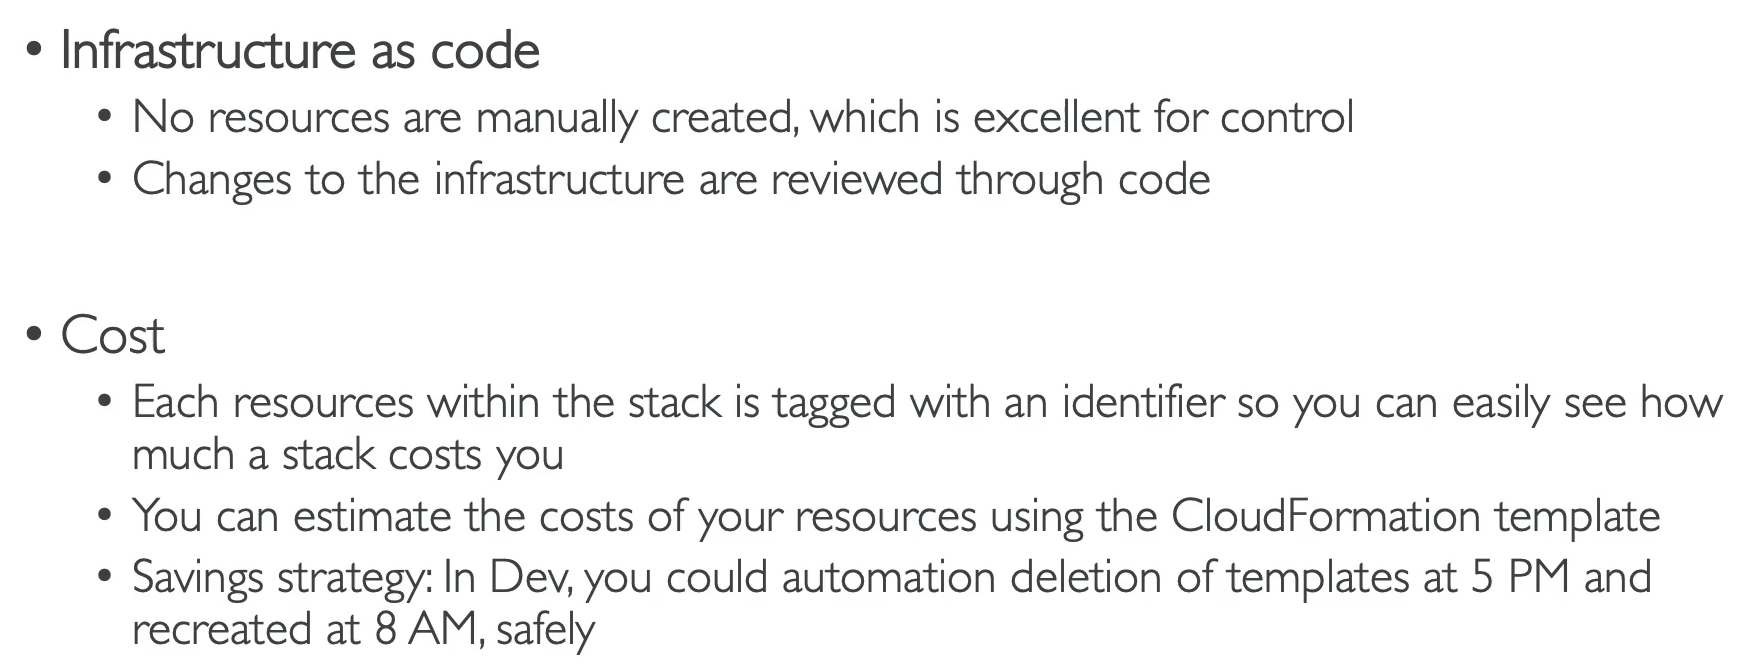 • Infrastructure as code
• No resources are manually created, which is excellent for control
• Changes to the infrastructure are reviewed through code
• Cost
• Each resources within the stack is tagged with an identifier so you can easily see how
much a stack costs you
• You can estimate the costs of your resources using the CloudFormation template
• Savings strategy: In Dev, you could automation deletion of templates at 5 PM and
recreated at 8 AM, safely